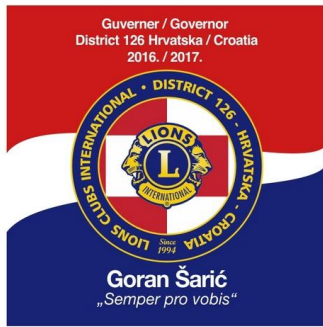 Guverner / Governor
District 126 Hrvatska / Croatia
2016. / 2017.
LIONS CLUBS INTERNATIONAL • DISTRICT 126 - HRVATSKA - CROATIA
LIONS
L
INTERNATIONAL
Since
1994
Goran Šarić
„Semper pro vobis“